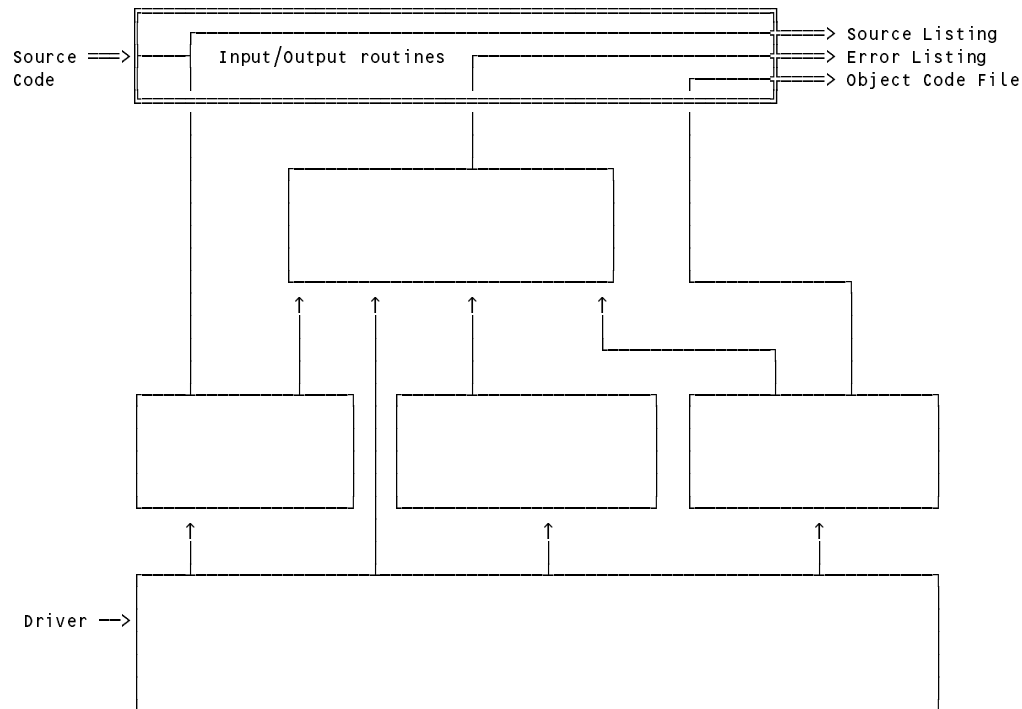 Source Listing
Source Input/Output routines Error Listing
Code Object Code File
Driver